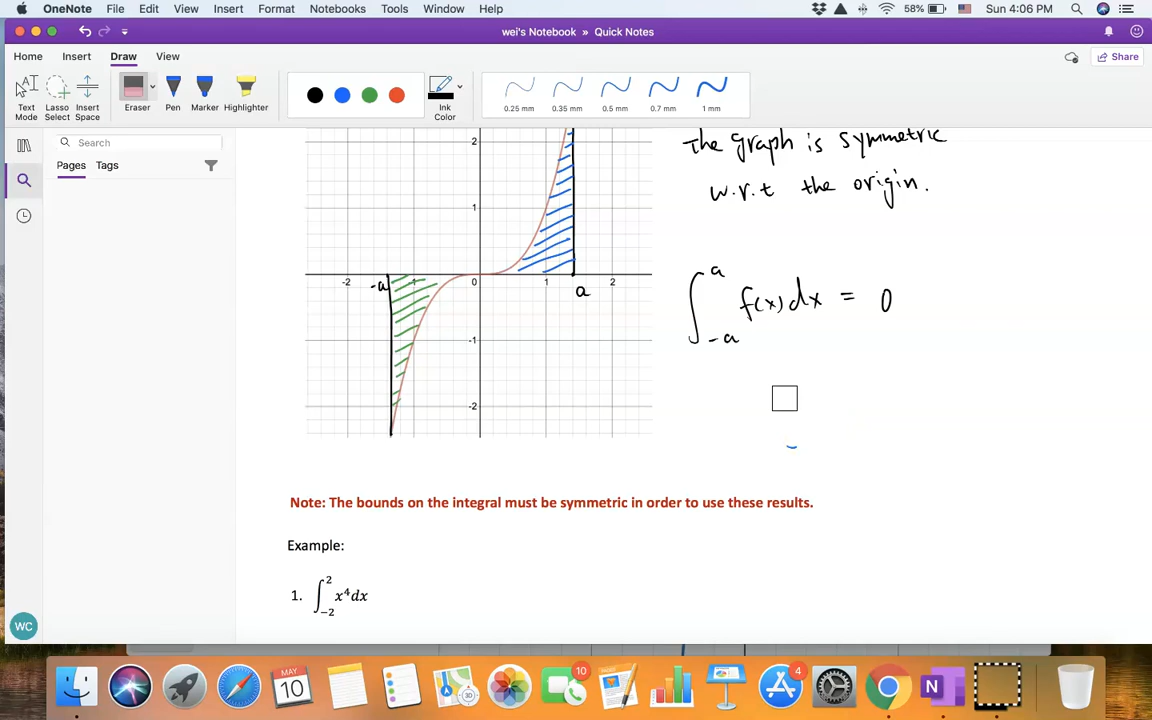 OneNote File Edit View Insert Format Notebooks Tools Window Help 58% Sun 4:06 PM
wei's Notebook » Quick Notes
Home Insert Draw View Share
Text Mode Lasso Select Insert Space Eraser Pen Marker Highlighter Ink Color 0.25 mm 0.35 mm 0.5 mm 0.7 mm 1 mm
Search
Pages Tags
The graph is symmetric
w.r.t the origin.
2
1
-2 -a -1 0 1 a 2
-1
-2
∫_{-a}^{a} f(x)dx = 0
Note: The bounds on the integral must be symmetric in order to use these results.
Example:
1. ∫_{−2}^{2} x⁴dx
WC
MAY 10 10 4 N